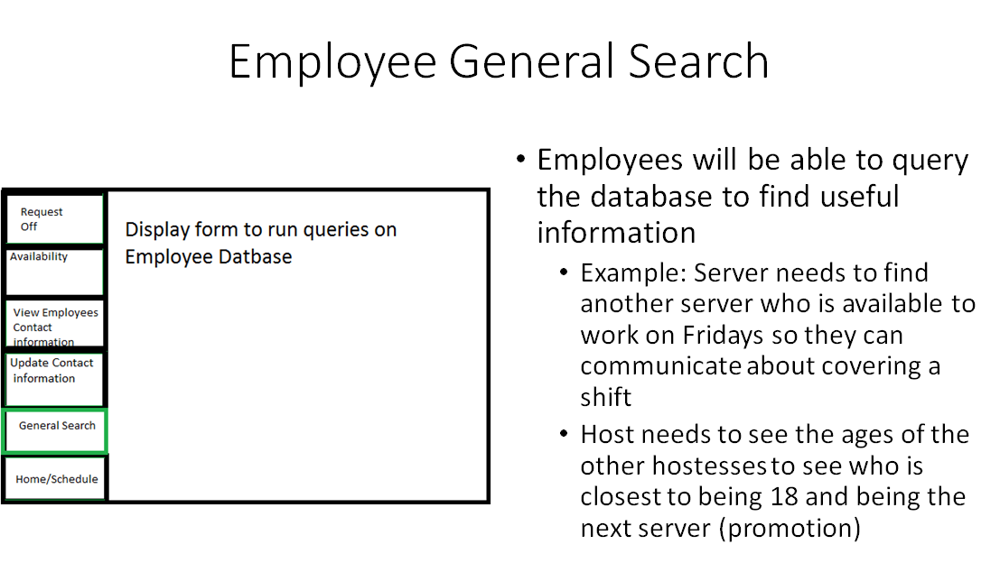 Employee General Search
Request
Off
Availability
View Employees
Contact
information
Update Contact
information
General Search
Home/Schedule
Display form to run queries on
Employee Datbase
• Employees will be able to query
the database to find useful
information
• Example: Server needs to find
another server who is available to
work on Fridays so they can
communicate about covering a
shift
• Host needs to see the ages of the
other hostesses to see who is
closest to being 18 and being the
next server (promotion)